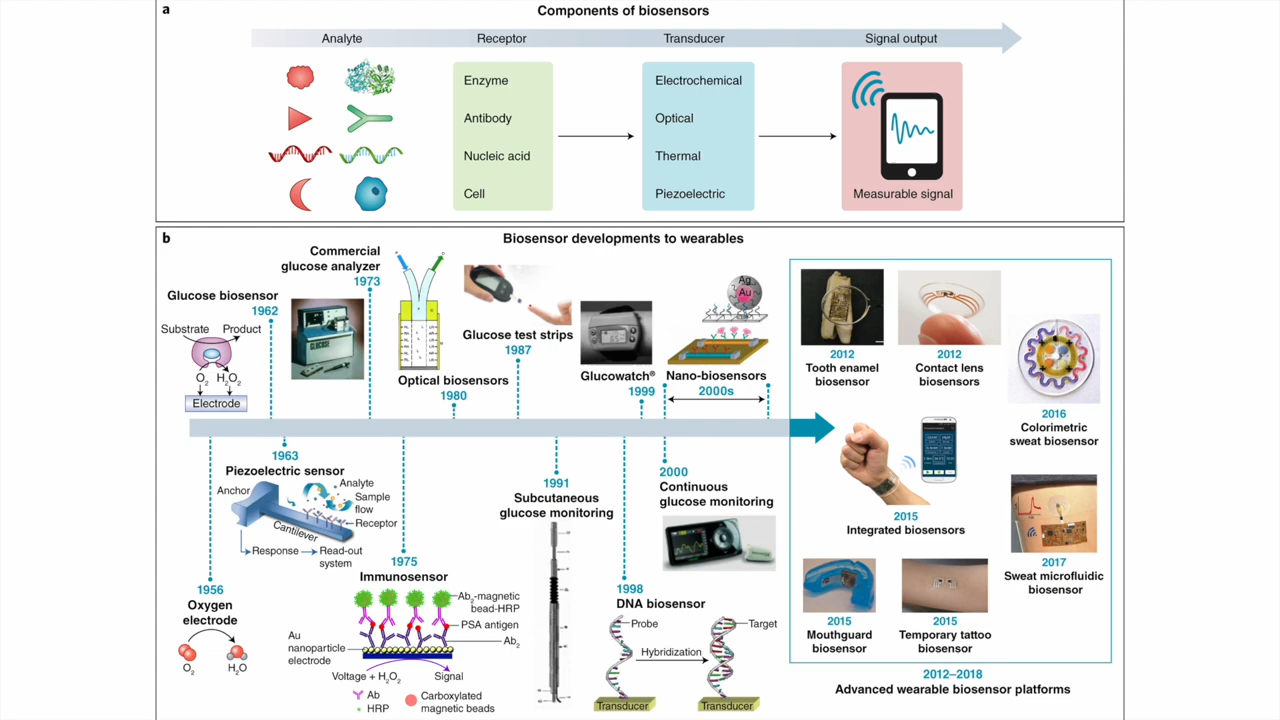 a
Components of biosensors
Analyte
Receptor
Transducer
Signal output
Enzyme
Antibody
Nucleic acid
Cell
Electrochemical
Optical
Thermal
Piezoelectric
Measurable signal
b
Biosensor developments to wearables
Glucose biosensor
1962
Substrate
Product
O2
H2O2
Electrode
Commercial
glucose analyzer
1973
Optical biosensors
1980
Glucose test strips
1987
Glucowatch®
1999
Ag
Au
Nano-biosensors
2000s
1956
Oxygen
electrode
O2
H2O
1963
Piezoelectric sensor
Anchor
Analyte
Sample
flow
Receptor
Cantilever
Response
Read-out
system
1975
Immunosensor
Ab2-magnetic
bead-HRP
PSA antigen
Ab2
Au
nanoparticle
electrode
Voltage + H2O2
Signal
Ab
HRP
Carboxylated
magnetic beads
1991
Subcutaneous
glucose monitoring
1998
DNA biosensor
Probe
Target
Hybridization
Transducer
Transducer
2000
Continuous
glucose monitoring
2012
Tooth enamel
biosensor
2012
Contact lens
biosensors
2016
Colorimetric
sweat biosensor
2015
Integrated biosensors
2017
Sweat microfluidic
biosensor
2015
Mouthguard
biosensor
2015
Temporary tattoo
biosensor
2012–2018
Advanced wearable biosensor platforms